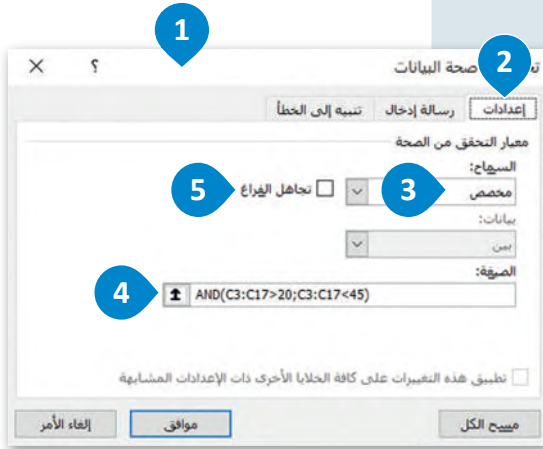 1
تح صحة البيانات ؟ ×
2
إعدادات رسالة إدخال تنبيه إلى الخطأ
معيار التحقق من الصحة
السماح:
مخصص 3 تجاهل الفراغ 5
بيانات:
بين
الصيغة:
4 AND(C3:C17>20;C3:C17<45)
تطبيق هذه التغييرات على كافة الخلايا الأخرى ذات الإعدادات المشابهة
مسح الكل موافق إلغاء الأمر